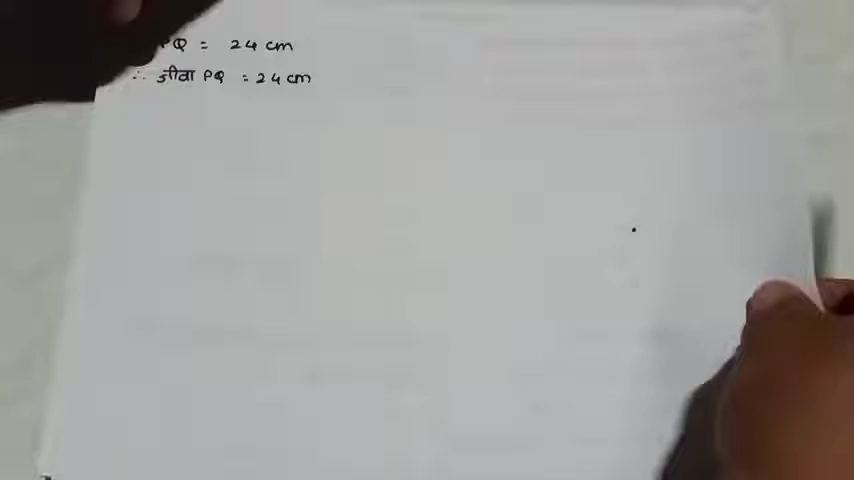 PQ = 24 cm
∴ जीवा PQ = 24 cm